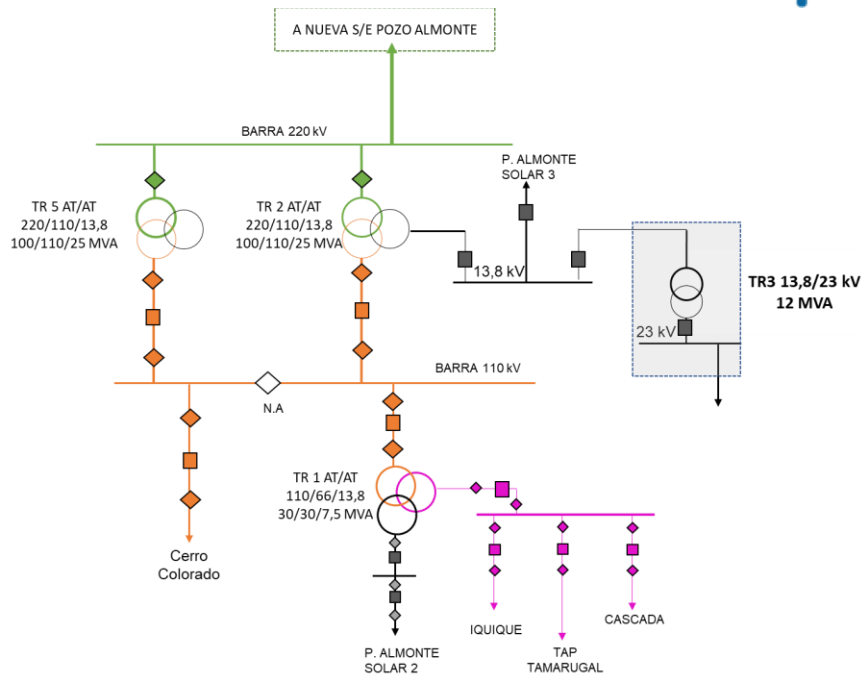 A NUEVA S/E POZO ALMONTE
BARRA 220 kV
P. ALMONTE
SOLAR 3
TR 5 AT/AT
220/110/13,8
100/110/25 MVA
TR 2 AT/AT
220/110/13,8
100/110/25 MVA
13,8 kV
TR3 13,8/23 kV
12 MVA
23 kV
BARRA 110 kV
N.A
TR 1 AT/AT
110/66/13,8
30/30/7,5 MVA
Cerro
Colorado
IQUIQUE
CASCADA
TAP
TAMARUGAL
P. ALMONTE
SOLAR 2